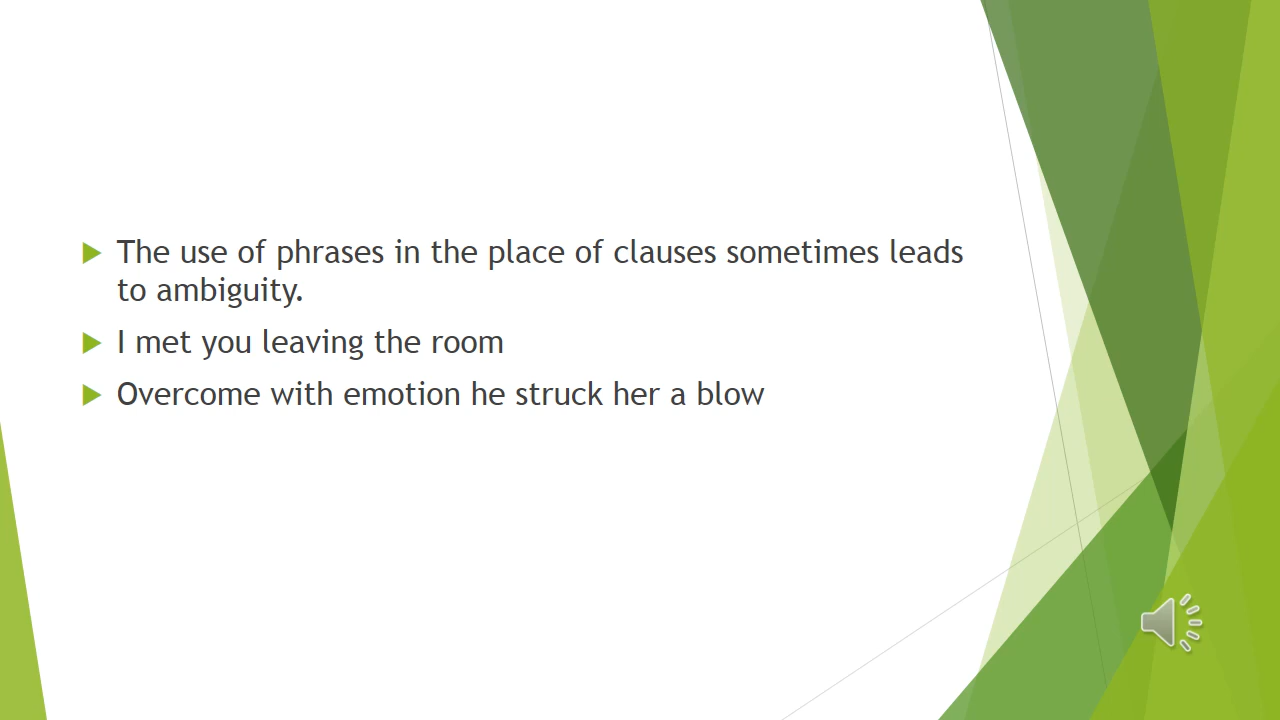 The use of phrases in the place of clauses sometimes leads
to ambiguity.
I met you leaving the room
Overcome with emotion he struck her a blow